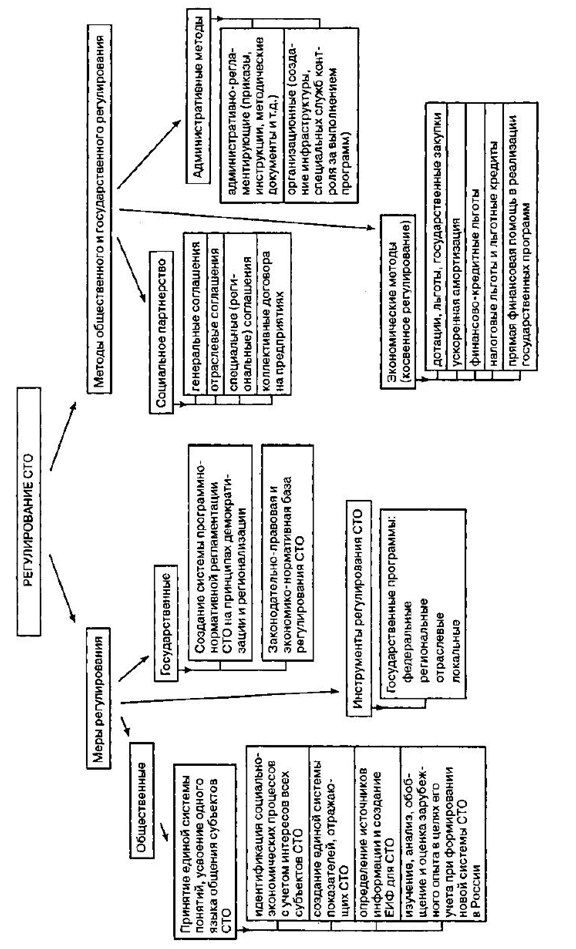 РЕГУЛИРОВАНИЕ СТО
Меры регулирования
Методы общественного и государственного регулирования
Общественные
Принятие единой системы
понятий, усвоение одного
языка общения субъектов
СТО
идентификация социально-
экономических процессов
с учетом интересов всех
субъектов СТО
создание единой системы
показателей, отражаю-
щих СТО
определение источников
информации и создание
ЕИФ для СТО
изучение, анализ, обоб-
щение и оценка зарубеж-
ного опыта в целях его
учета при формировании
новой системы СТО
в России
Государственные
Создание системы программно-
нормативной регламентации
СТО на принципах демократи-
зации и регионализации
Законодательно-правовая и
экономико-нормативная база
регулирования СТО
Инструменты регулирования СТО
Государственные программы:
федеральные
региональные
отраслевые
локальные
Социальное партнерство
генеральные соглашения
отраслевые соглашения
специальные (реги-
ональные) соглашения
коллективные договора
на предприятиях
Административные методы
административно-регла-
ментирующие (приказы,
инструкции, методические
документы и т.д.)
организационные (созда-
ние инфраструктуры,
специальных служб конт-
роля за выполнением
программ)
Экономические методы
(косвенное регулирование)
дотации, льготы, государственные закупки
ускоренная амортизация
финансово-кредитные льготы
налоговые льготы и льготные кредиты
прямая финансовая помощь в реализации
государственных программ